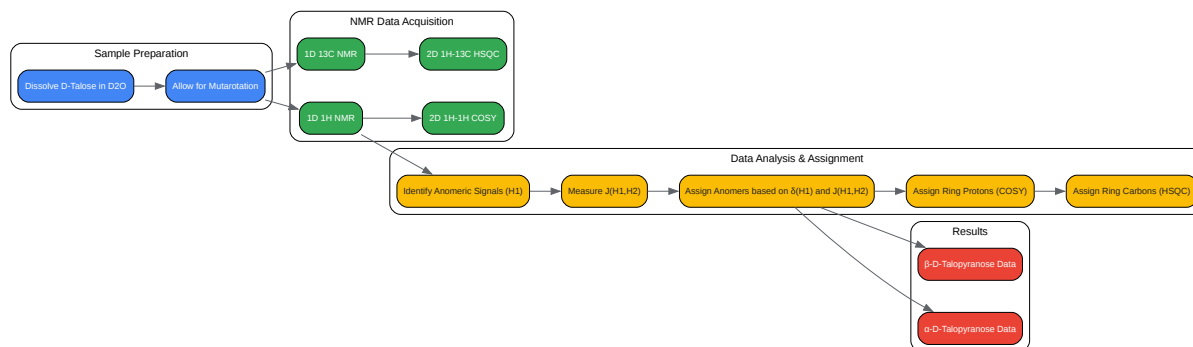 NMR Data Acquisition
Sample Preparation
1D 13C NMR
2D 1H-13C HSQC
Dissolve D-Talose in D2O
Allow for Mutarotation
1D 1H NMR
2D 1H-1H COSY
Data Analysis & Assignment
Identify Anomeric Signals (H1)
Measure J(H1,H2)
Assign Anomers based on δ(H1) and J(H1,H2)
Assign Ring Protons (COSY)
Assign Ring Carbons (HSQC)
Results
β-D-Talopyranose Data
α-D-Talopyranose Data